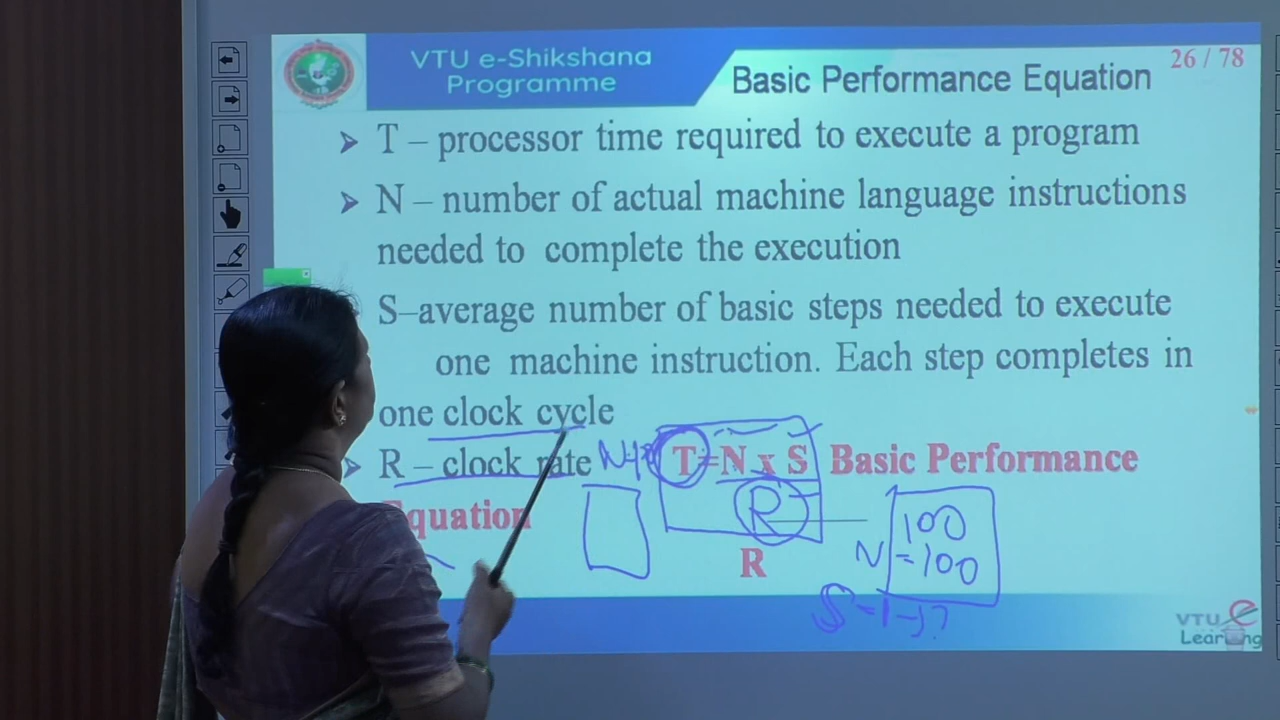 VTU e-Shikshana
Programme
Basic Performance Equation
26 / 78
➤ T – processor time required to execute a program
➤ N – number of actual machine language instructions
needed to complete the execution
S–average number of basic steps needed to execute
one machine instruction. Each step completes in
one clock cycle
➤ R – clock rate
T=N x S Basic Performance
Equation
R
R
100
N =100
S
VTU
Learning